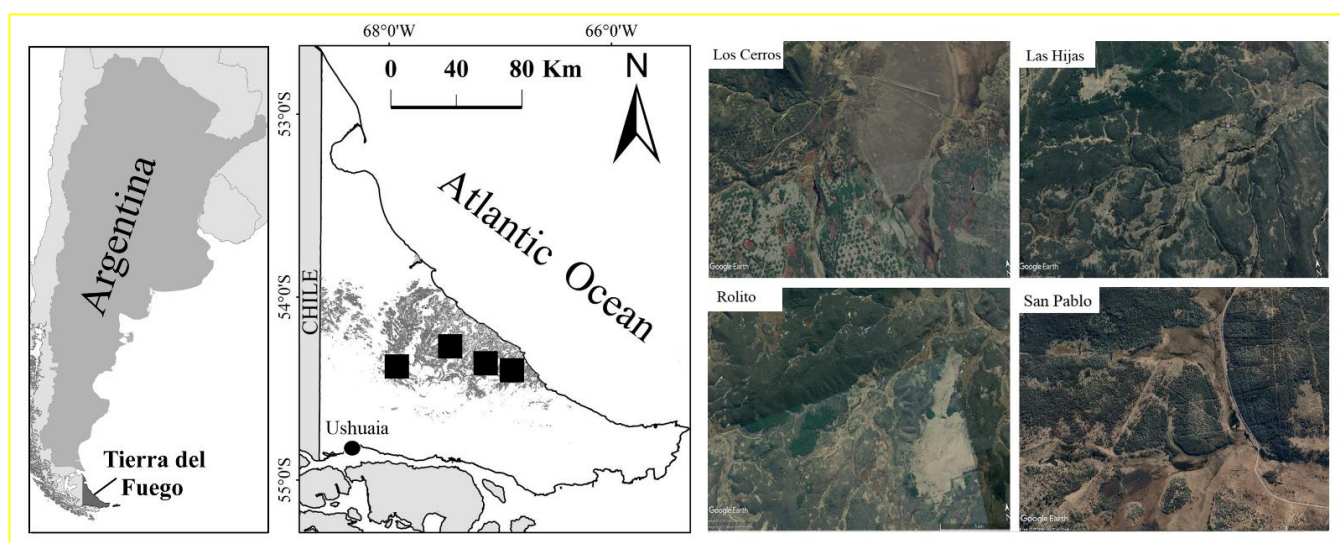 Argentina
Tierra del
Fuego
68°0'W
66°0'W
0 40 80 Km
N
53°0'S
54°0'S
55°0'S
CHILE
Atlantic Ocean
Ushuaia
Los Cerros
Google Earth
N
Las Hijas
Google Earth
N
Rolito
Google Earth
N
San Pablo
Google Earth
N